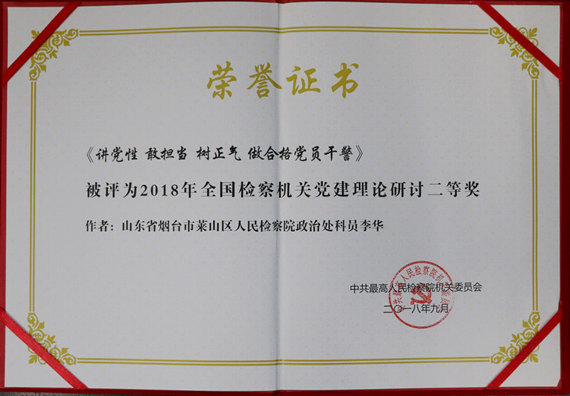 荣誉证书
《讲党性 敢担当 树正气 做合格党员干警》
被评为2018年全国检察机关党建理论研讨二等奖
作者：山东省烟台市莱山区人民检察院政治处科员李华
中共最高人民检察院机关委员会
二〇一八年九月